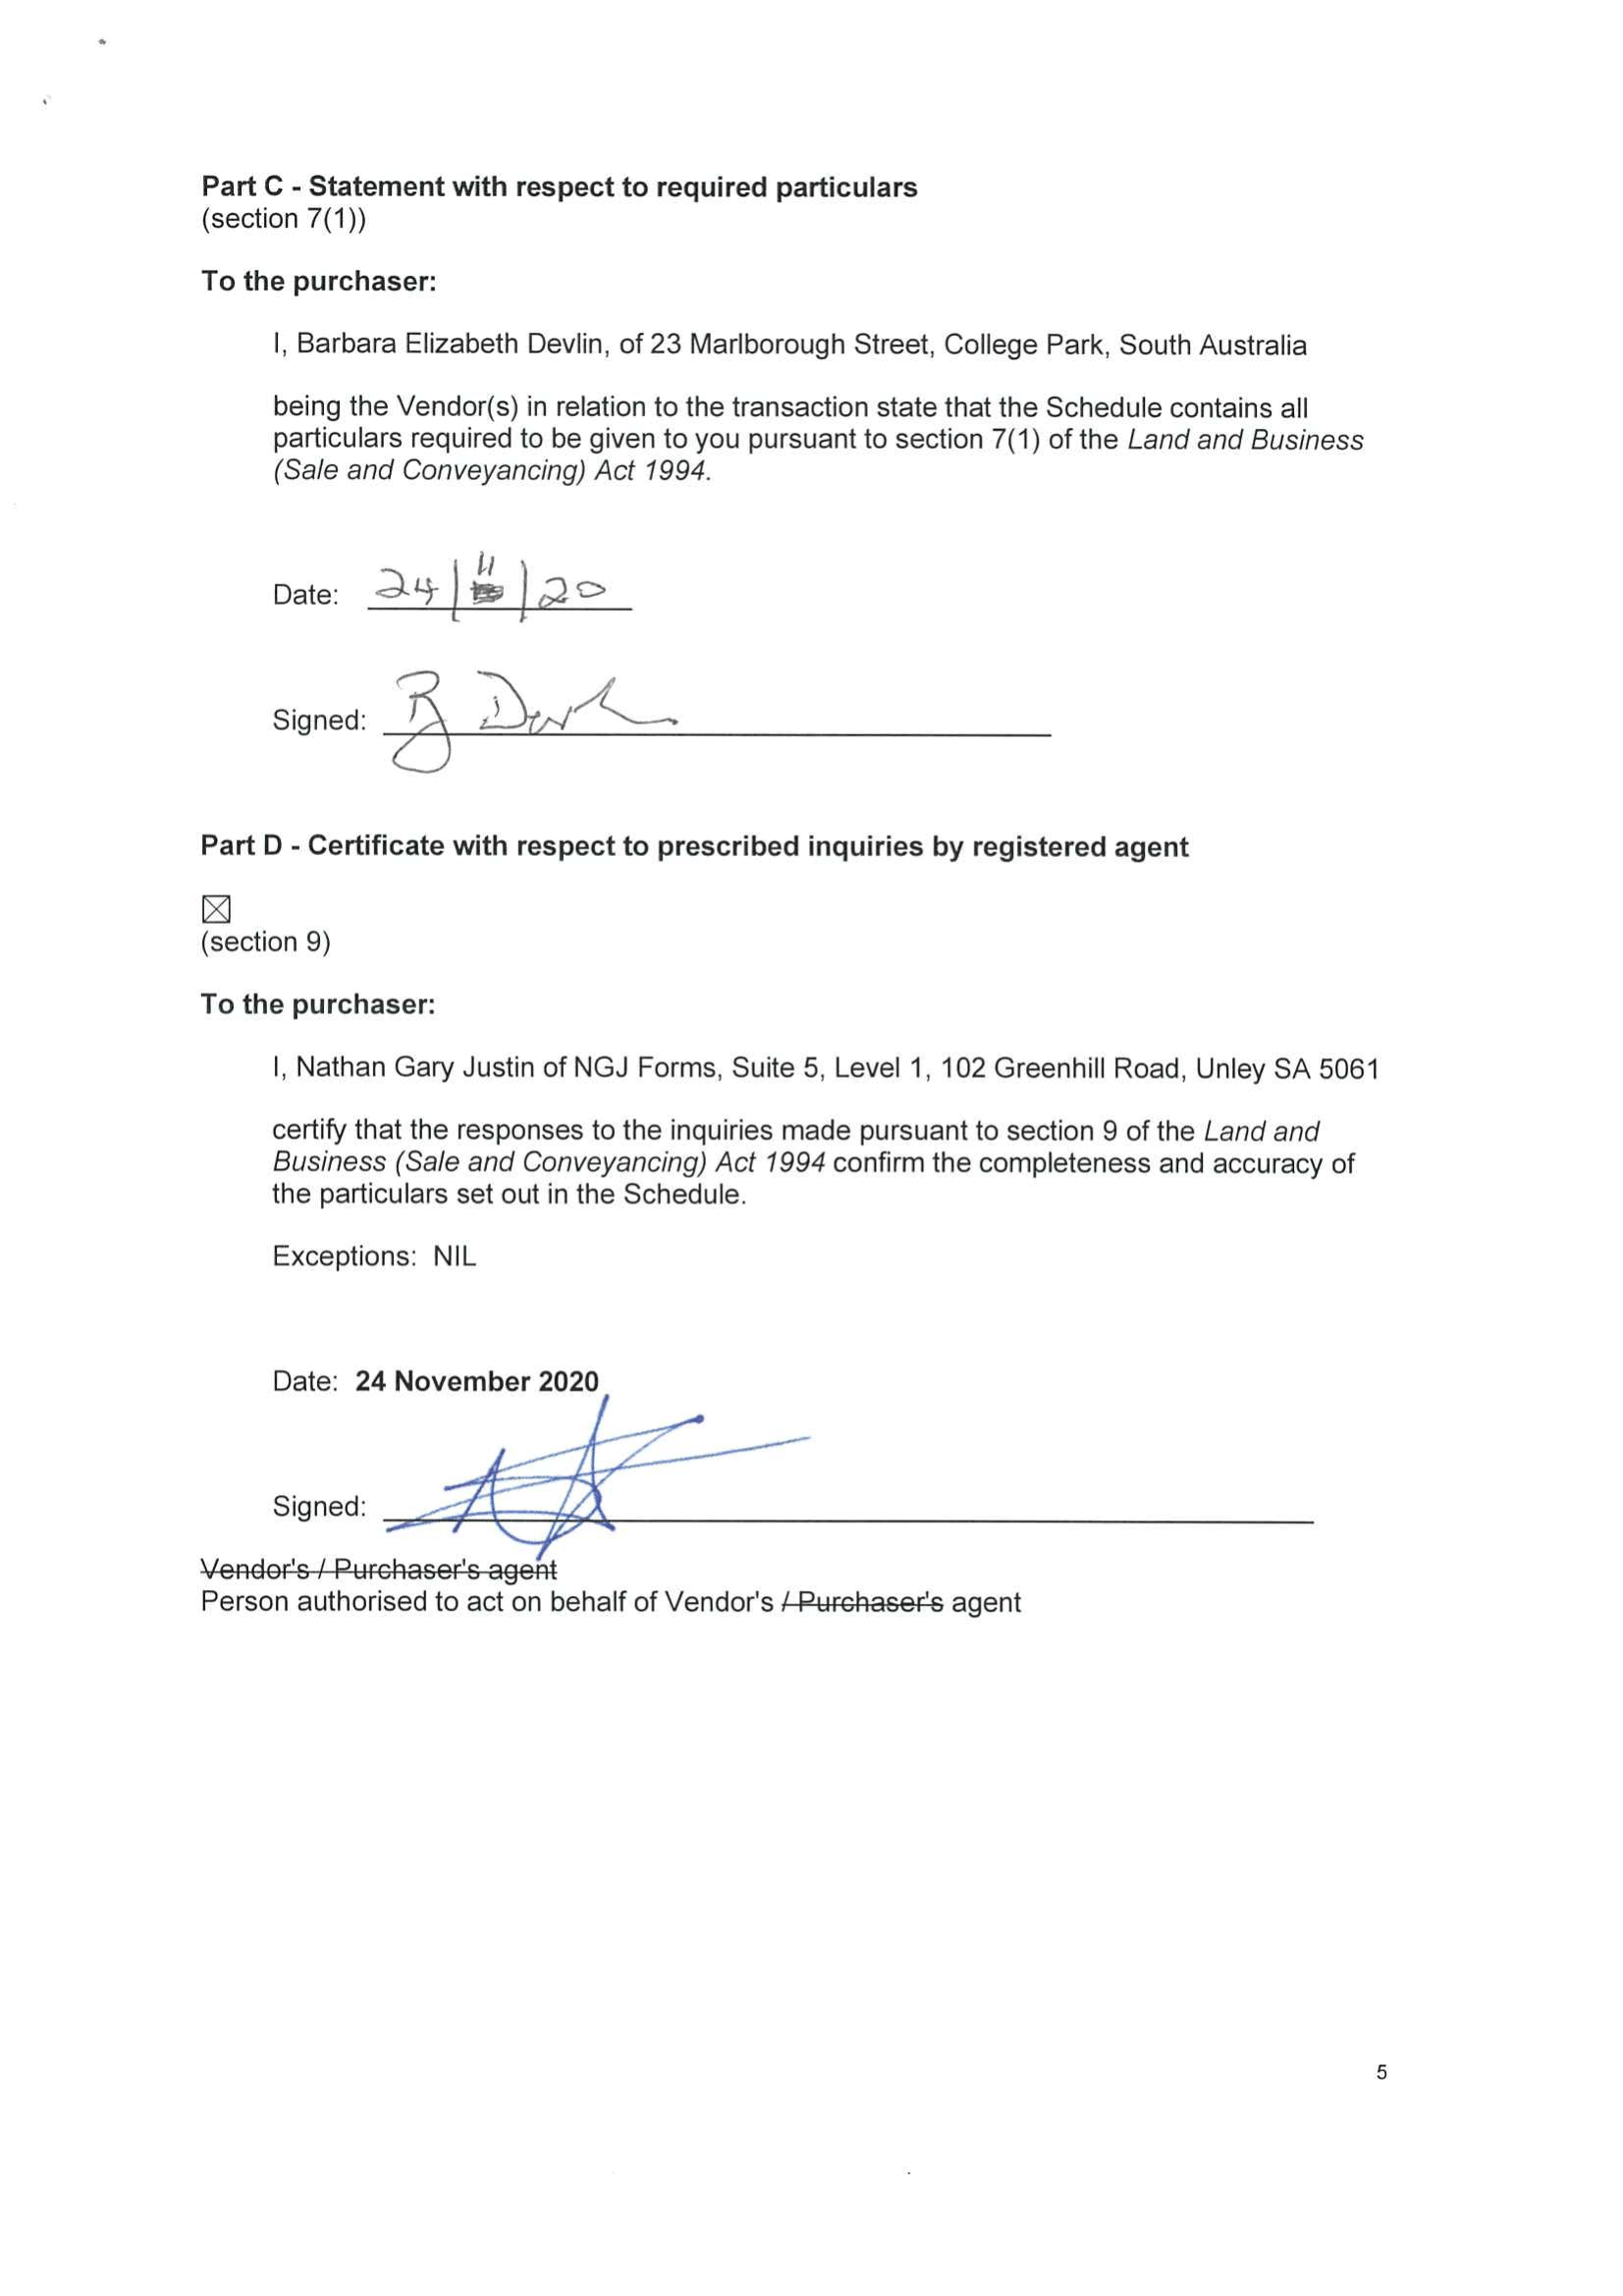 Part C - Statement with respect to required particulars
(section 7(1))
To the purchaser:
I, Barbara Elizabeth Devlin, of 23 Marlborough Street, College Park, South Australia
being the Vendor(s) in relation to the transaction state that the Schedule contains all
particulars required to be given to you pursuant to section 7(1) of the Land and Business
(Sale and Conveyancing) Act 1994.
Date: 24/11/20
Signed: B Devlin
Part D - Certificate with respect to prescribed inquiries by registered agent
☒
(section 9)
To the purchaser:
I, Nathan Gary Justin of NGJ Forms, Suite 5, Level 1, 102 Greenhill Road, Unley SA 5061
certify that the responses to the inquiries made pursuant to section 9 of the Land and
Business (Sale and Conveyancing) Act 1994 confirm the completeness and accuracy of
the particulars set out in the Schedule.
Exceptions: NIL
Date: 24 November 2020
Signed:
Vendor's / Purchaser's agent
Person authorised to act on behalf of Vendor's / Purchaser's agent
5